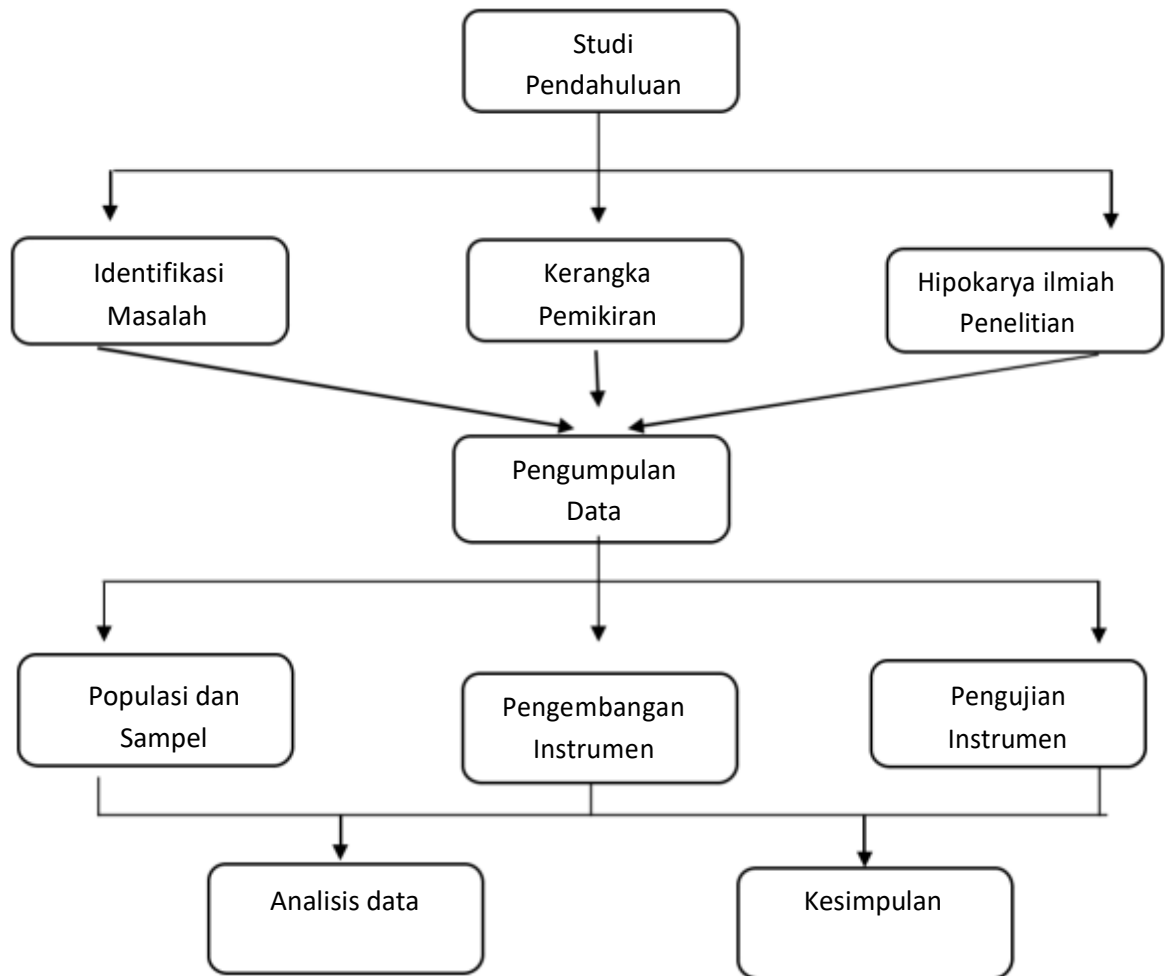 Studi
Pendahuluan
Identifikasi
Masalah
Kerangka
Pemikiran
Hipokarya ilmiah
Penelitian
Pengumpulan
Data
Populasi dan
Sampel
Pengembangan
Instrumen
Pengujian
Instrumen
Analisis data
Kesimpulan